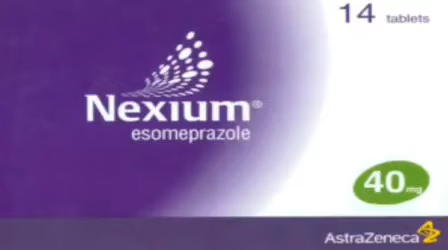 14 tablets
Nexium®
esomeprazole
40mg
AstraZeneca